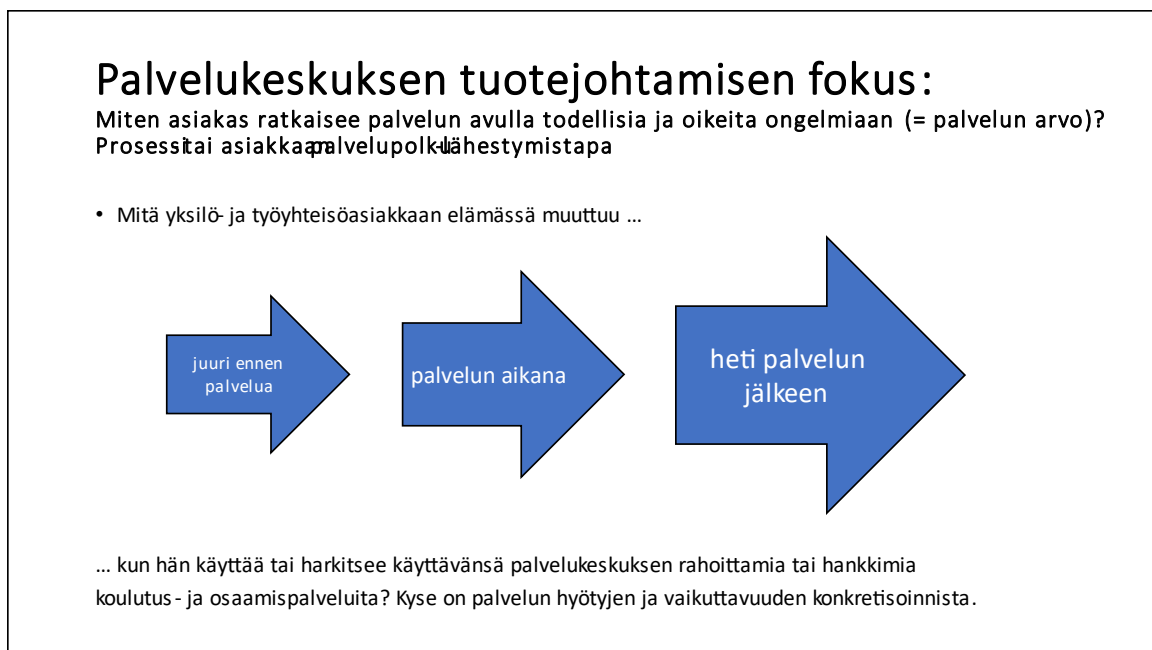 Palvelukeskuksen tuotejohtamisen fokus:
Miten asiakas ratkaisee palvelun avulla todellisia ja oikeita ongelmiaan (= palvelun arvo)?
Prosessi tai asiakkaan palvelupolku-lähestymistapa
• Mitä yksilö- ja työyhteisöasiakkaan elämässä muuttuu ...
juuri ennen
palvelua
palvelun aikana
heti palvelun
jälkeen
... kun hän käyttää tai harkitsee käyttävänsä palvelukeskuksen rahoittamia tai hankkimia
koulutus- ja osaamispalveluita? Kyse on palvelun hyötyjen ja vaikuttavuuden konkretisoinnista.